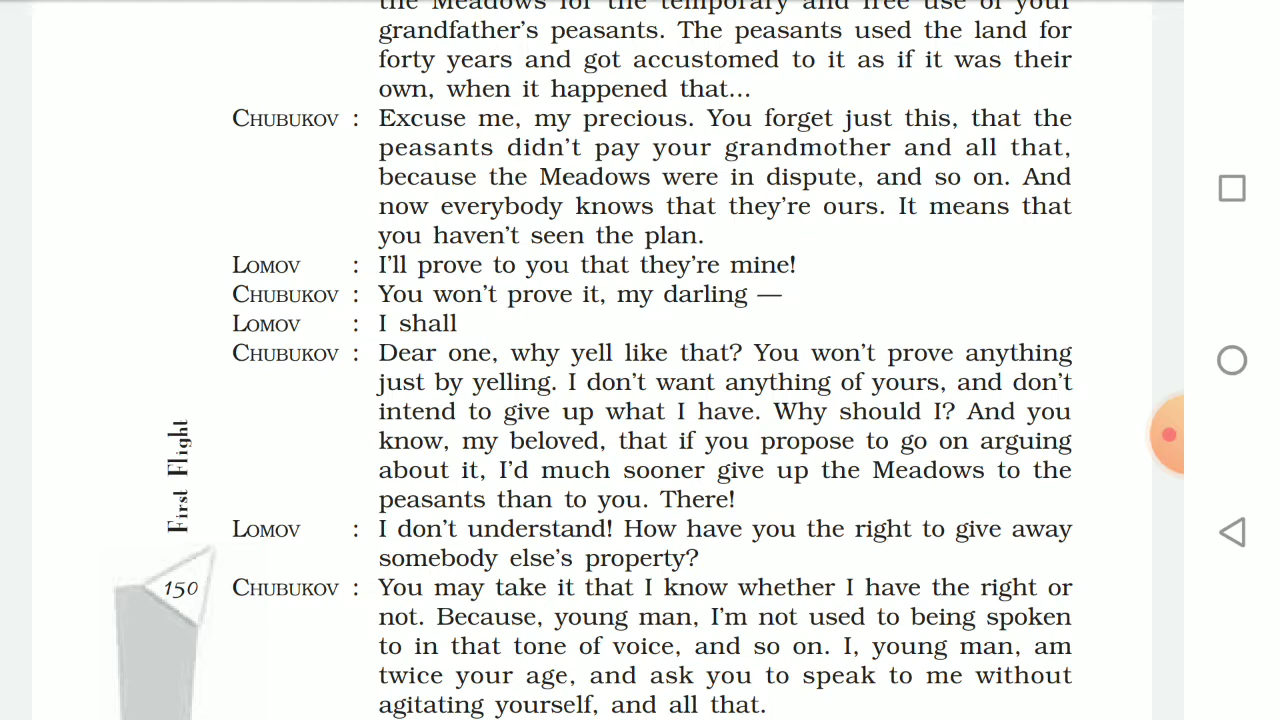 the Meadows for the temporary and free use of your
grandfather's peasants. The peasants used the land for
forty years and got accustomed to it as if it was their
own, when it happened that...
CHUBUKOV : Excuse me, my precious. You forget just this, that the
peasants didn't pay your grandmother and all that,
because the Meadows were in dispute, and so on. And
now everybody knows that they're ours. It means that
you haven't seen the plan.
LOMOV : I'll prove to you that they're mine!
CHUBUKOV : You won't prove it, my darling —
LOMOV : I shall
CHUBUKOV : Dear one, why yell like that? You won't prove anything
just by yelling. I don't want anything of yours, and don't
intend to give up what I have. Why should I? And you
know, my beloved, that if you propose to go on arguing
about it, I'd much sooner give up the Meadows to the
peasants than to you. There!
LOMOV : I don't understand! How have you the right to give away
somebody else's property?
CHUBUKOV : You may take it that I know whether I have the right or
not. Because, young man, I'm not used to being spoken
to in that tone of voice, and so on. I, young man, am
twice your age, and ask you to speak to me without
agitating yourself, and all that.
First Flight
150